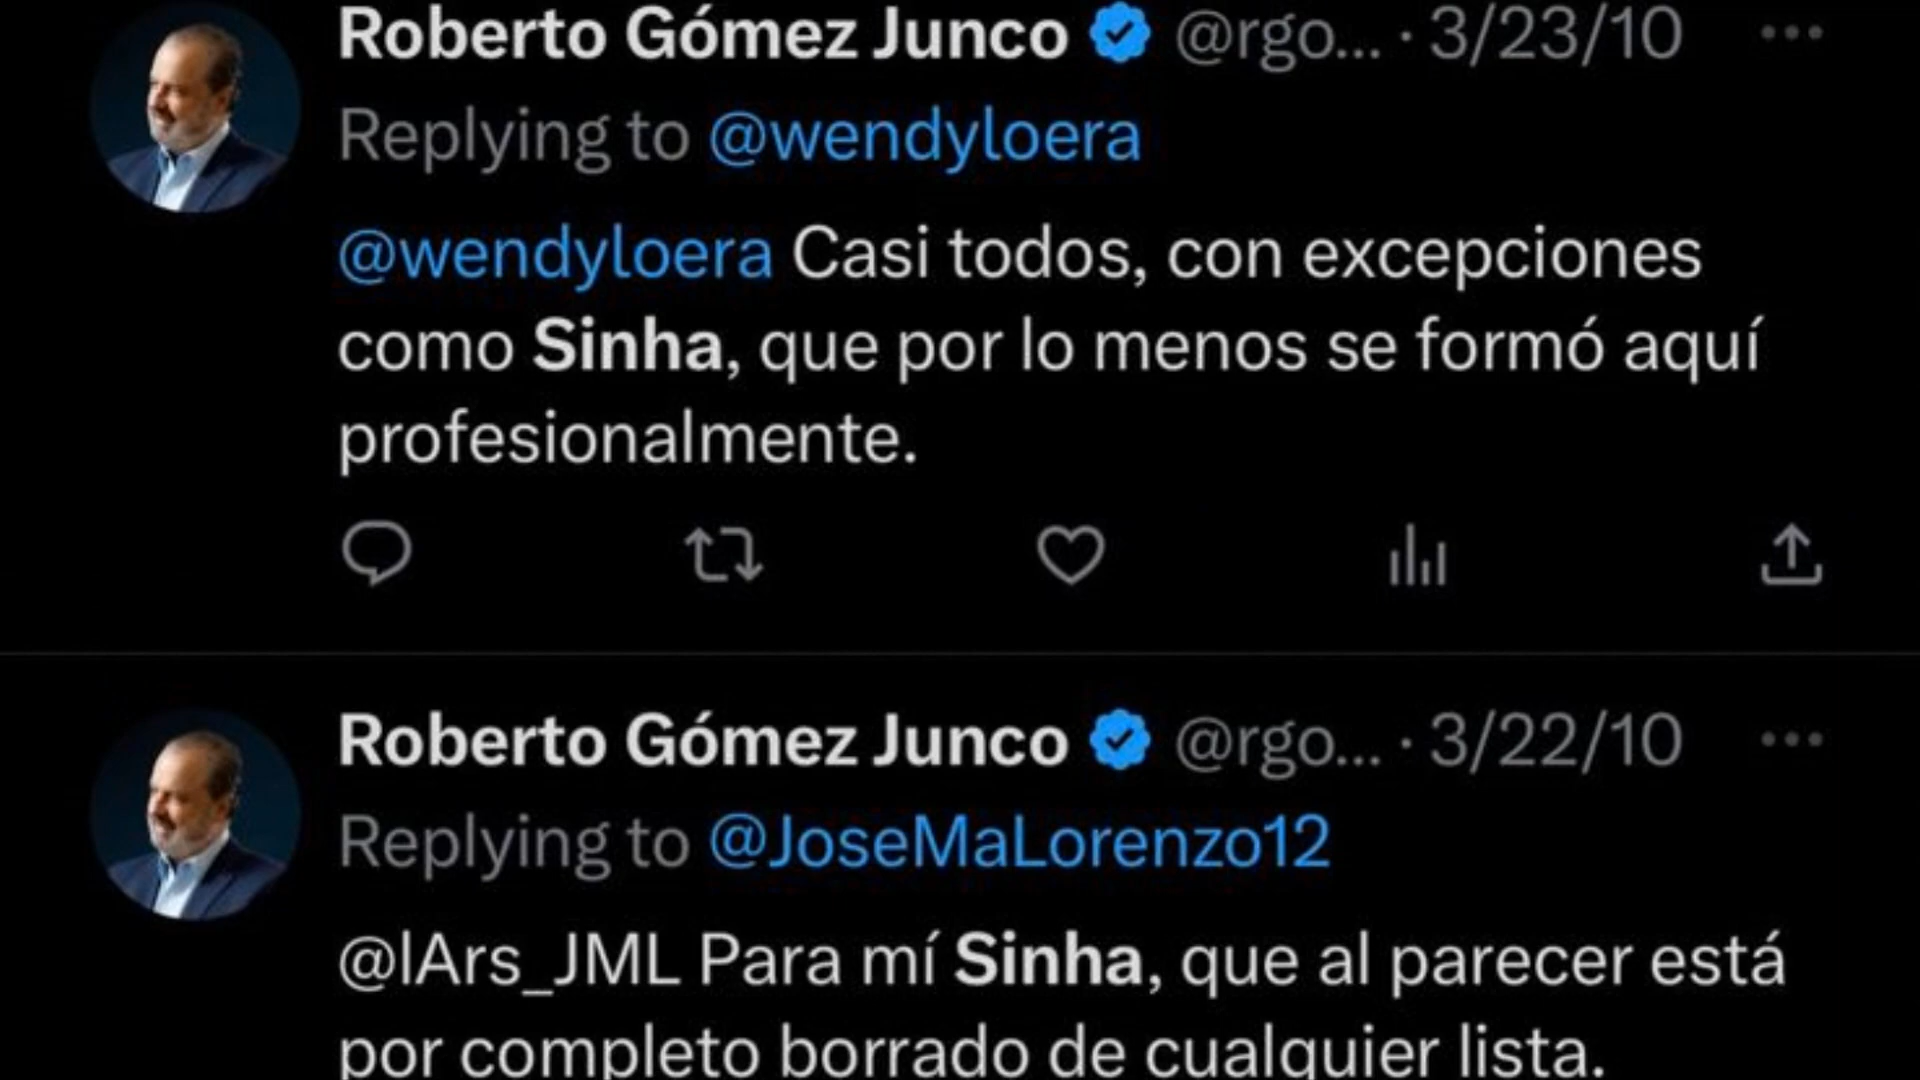 Roberto Gómez Junco @rgo... · 3/23/10
Replying to @wendyloera
@wendyloera Casi todos, con excepciones
como Sinha, que por lo menos se formó aquí
profesionalmente.
Roberto Gómez Junco @rgo... · 3/22/10
Replying to @JoseMaLorenzo12
@lArs_JML Para mí Sinha, que al parecer está
por completo borrado de cualquier lista.